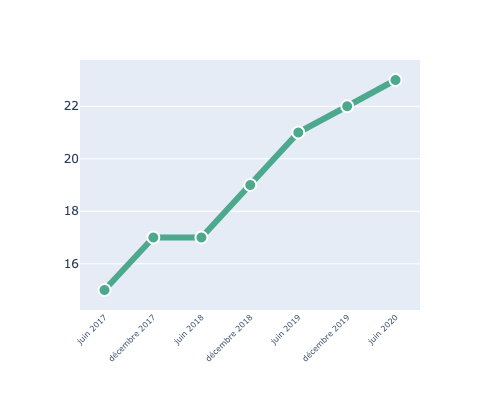 22
20
18
16
juin 2017
décembre 2017
juin 2018
décembre 2018
juin 2019
décembre 2019
juin 2020